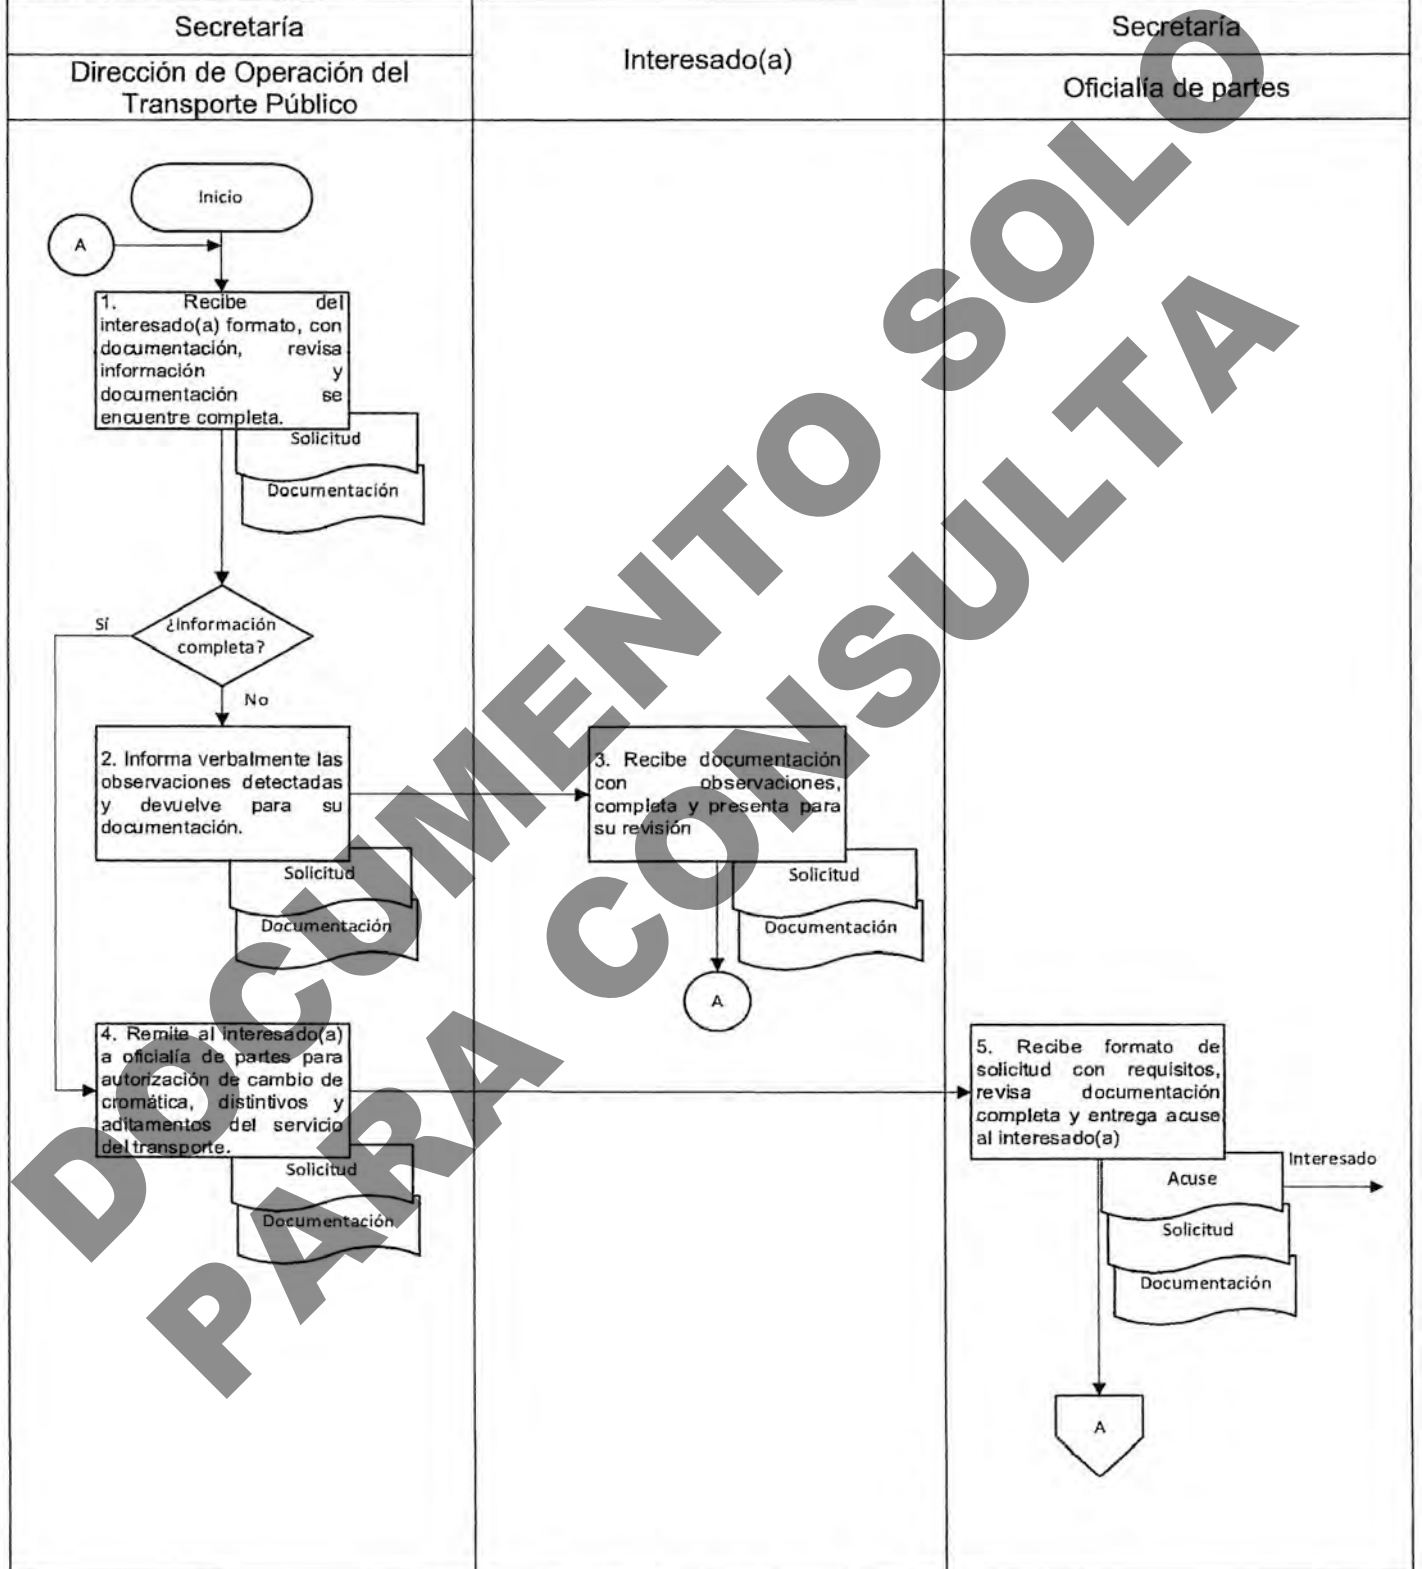 Secretaría
Dirección de Operación del
Transporte Público
Interesado(a)
Secretaría
Oficialía de partes
Inicio
A
1. Recibe del
interesado(a) formato, con
documentación, revisa
información y
documentación se
encuentre completa.
Solicitud
Documentación
¿Información
completa?
Sí
No
2. Informa verbalmente las
observaciones detectadas
y devuelve para su
documentación.
Solicitud
Documentación
3. Recibe documentación
con observaciones,
completa y presenta para
su revisión
Solicitud
Documentación
A
4. Remite al interesado(a)
a oficialía de partes para
autorización de cambio de
cromática, distintivos y
aditamentos del servicio
del transporte.
Solicitud
Documentación
5. Recibe formato de
solicitud con requisitos,
revisa documentación
completa y entrega acuse
al interesado(a)
Acuse
Interesado
Solicitud
Documentación
A
DOCUMENTO SOLO
PARA CONSULTA